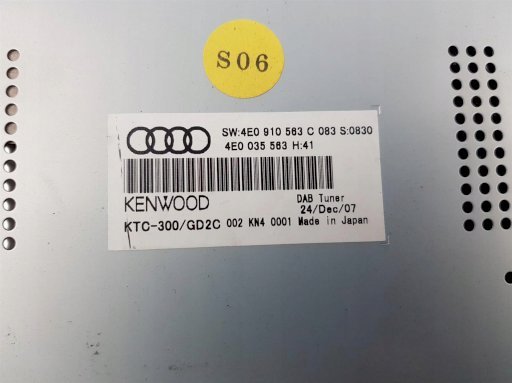 S06
SW:4E0 910 563 C 083 S:0830
4E0 035 563 H:41
KENWOOD
DAB Tuner
24/Dec/07
KTC-300/GD2C 002 KN4 0001 Made in Japan